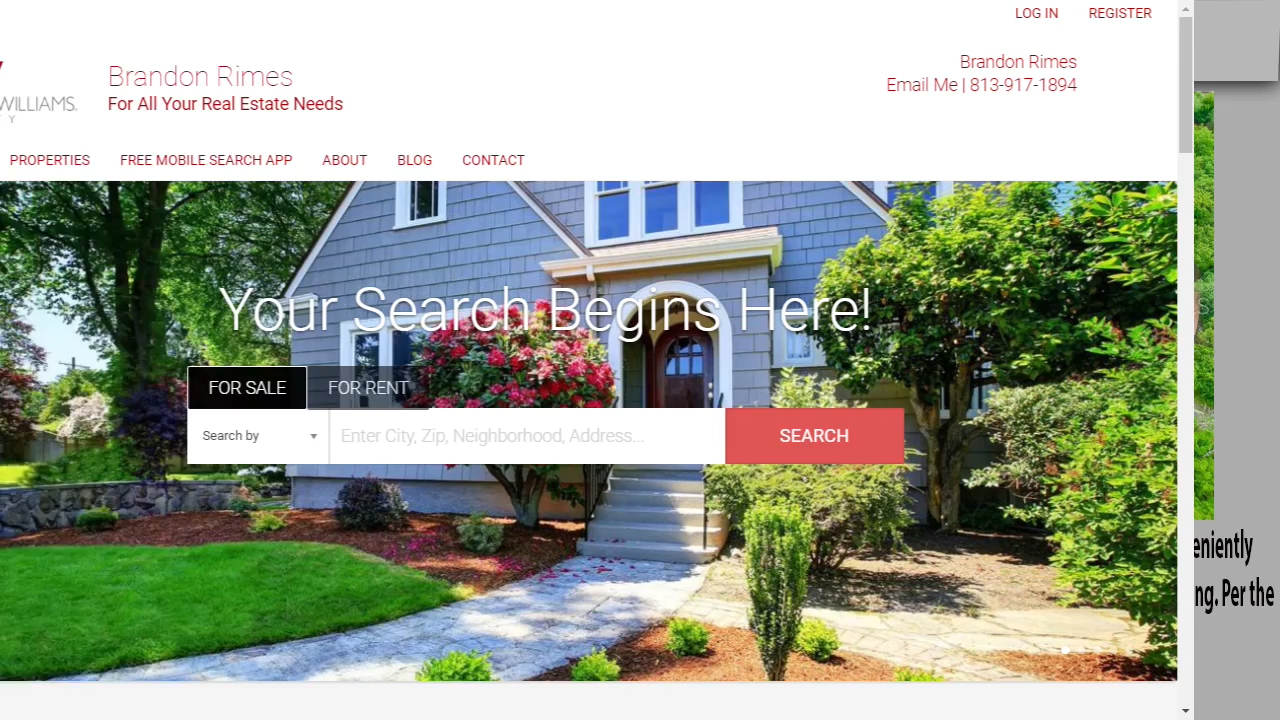 LOG IN REGISTER
Brandon Rimes
Email Me | 813-917-1894
Brandon Rimes
For All Your Real Estate Needs
WILLIAMS.
T Y
PROPERTIES FREE MOBILE SEARCH APP ABOUT BLOG CONTACT
Your Search Begins Here!
FOR SALE FOR RENT
Search by Enter City, Zip, Neighborhood, Address... SEARCH
eniently
ng. Per the